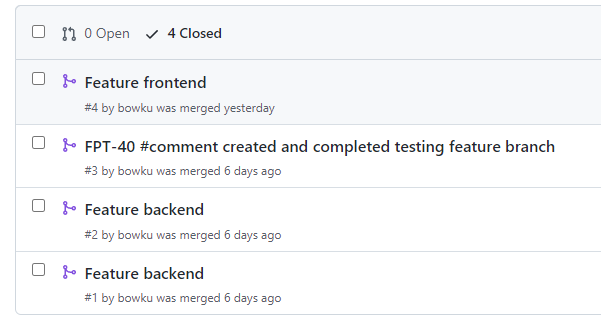 0 Open 4 Closed
Feature frontend
#4 by bowku was merged yesterday
FPT-40 #comment created and completed testing feature branch
#3 by bowku was merged 6 days ago
Feature backend
#2 by bowku was merged 6 days ago
Feature backend
#1 by bowku was merged 6 days ago